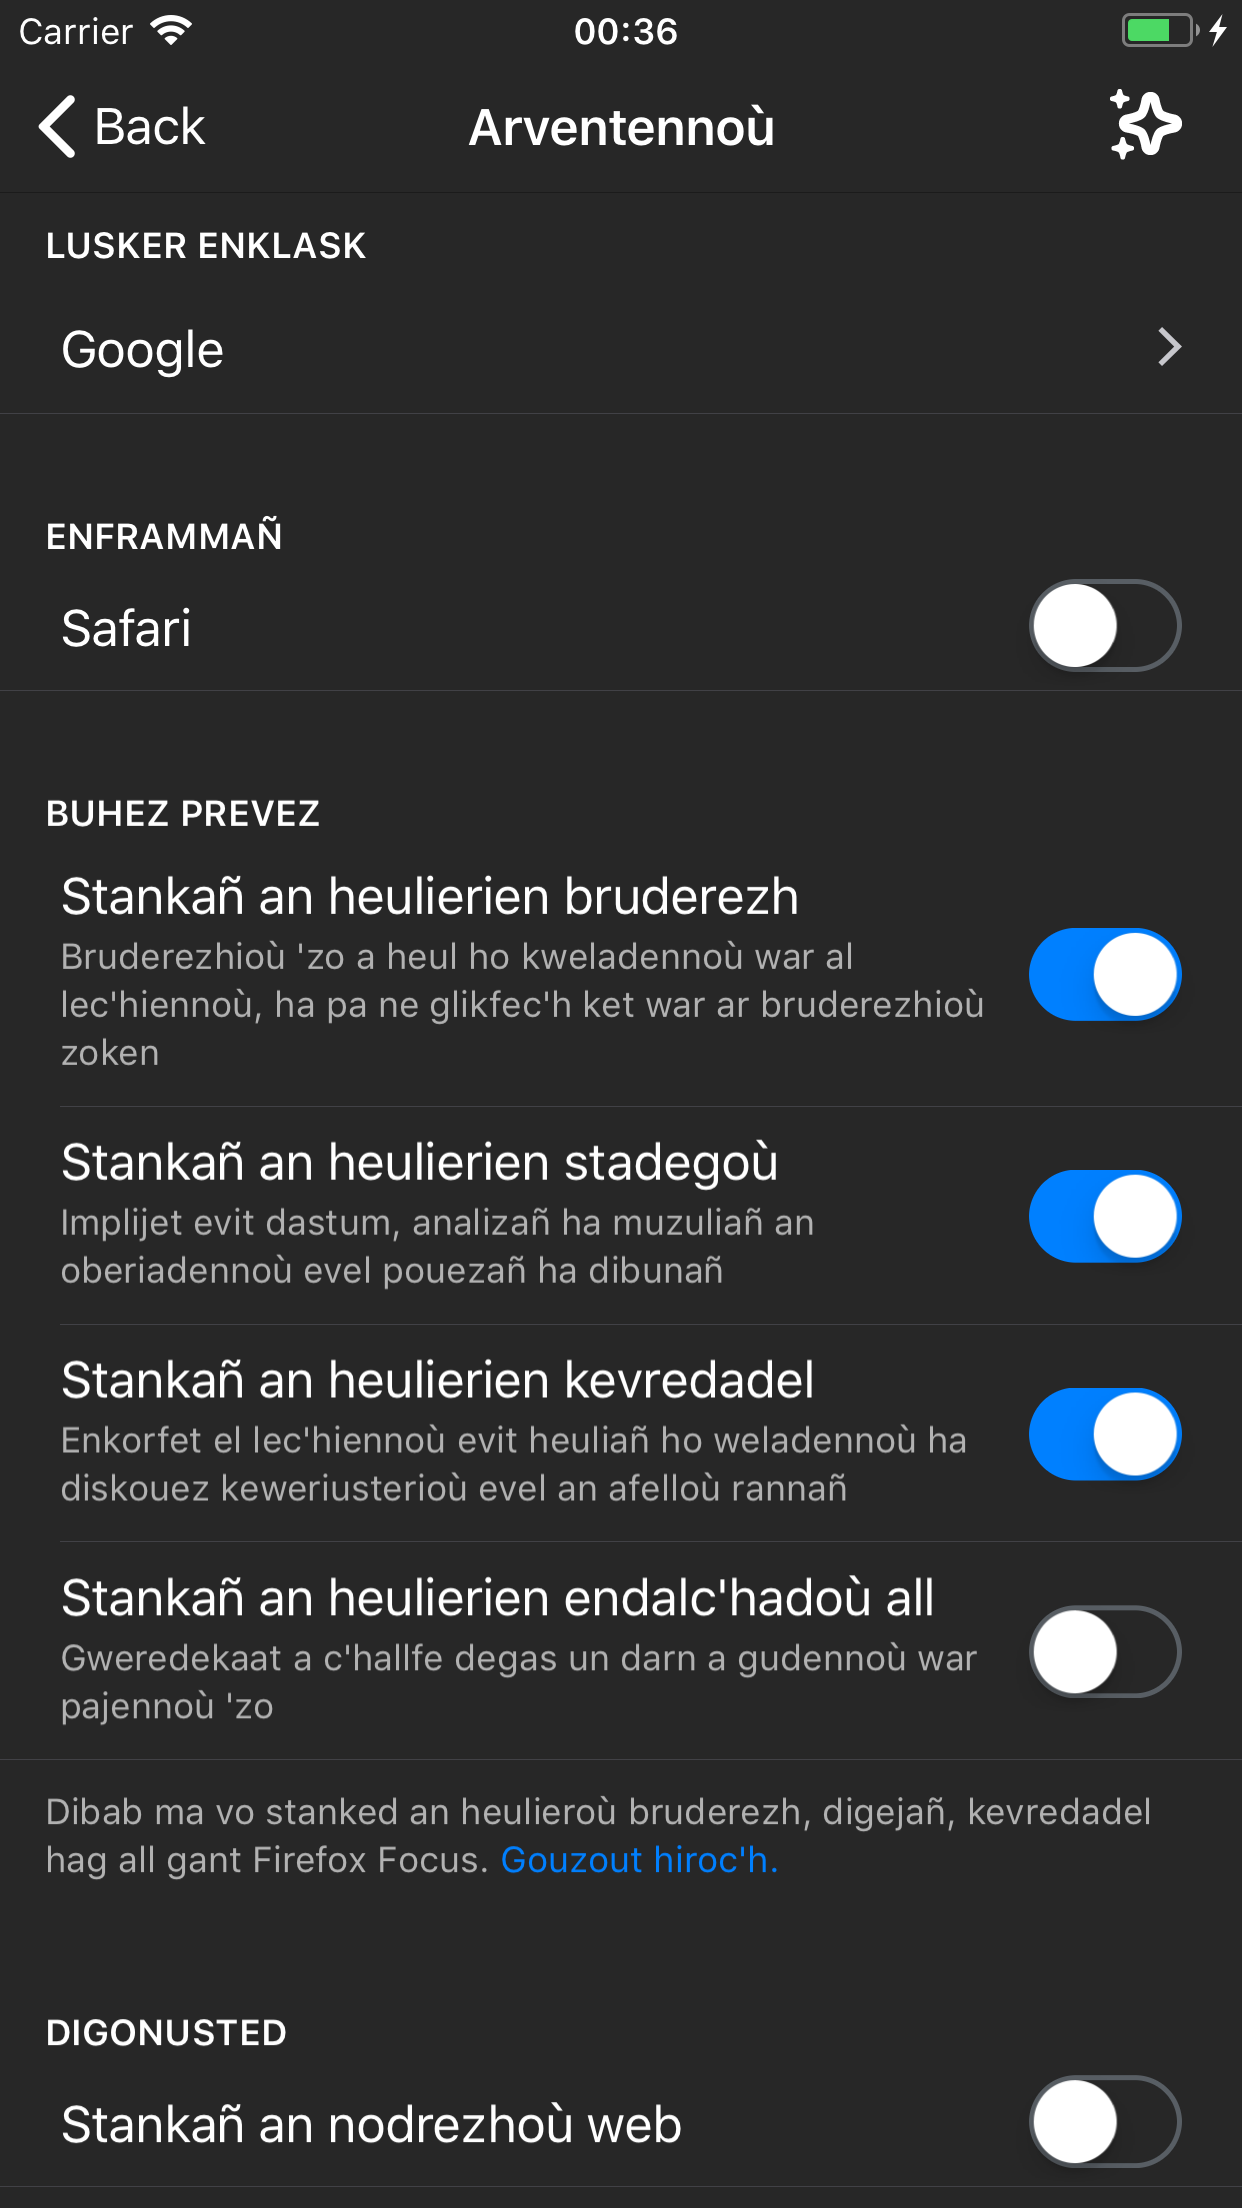 Carrier
00:36
Back
Arventennoù
LUSKER ENKLASK
Google
ENFRAMMAÑ
Safari
BUHEZ PREVEZ
Stankañ an heulierien bruderezh
Bruderezhioù 'zo a heul ho kweladennoù war al
lec'hiennoù, ha pa ne glikfec'h ket war ar bruderezhioù
zoken
Stankañ an heulierien stadegoù
Implijet evit dastum, analizañ ha muzuliañ an
oberiadennoù evel pouezañ ha dibunañ
Stankañ an heulierien kevredadel
Enkorfet el lec'hiennoù evit heuliañ ho weladennoù ha
diskouez keweriusterioù evel an afelloù rannañ
Stankañ an heulierien endalc'hadoù all
Gweredekaat a c'hallfe degas un darn a gudennoù war
pajennoù 'zo
Dibab ma vo stanked an heulieroù bruderezh, digejañ, kevredadel
hag all gant Firefox Focus. Gouzout hiroc'h.
DIGONUSTED
Stankañ an nodrezhoù web